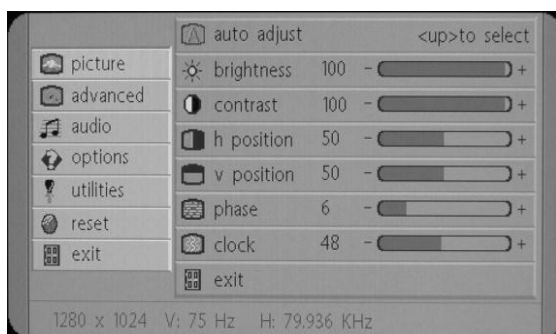 picture
advanced
audio
options
utilities
reset
exit
auto adjust <up>to select
brightness 100 - +
contrast 100 - +
h position 50 - +
v position 50 - +
phase 6 - +
clock 48 - +
exit
1280 x 1024 V: 75 Hz H: 79.936 KHz